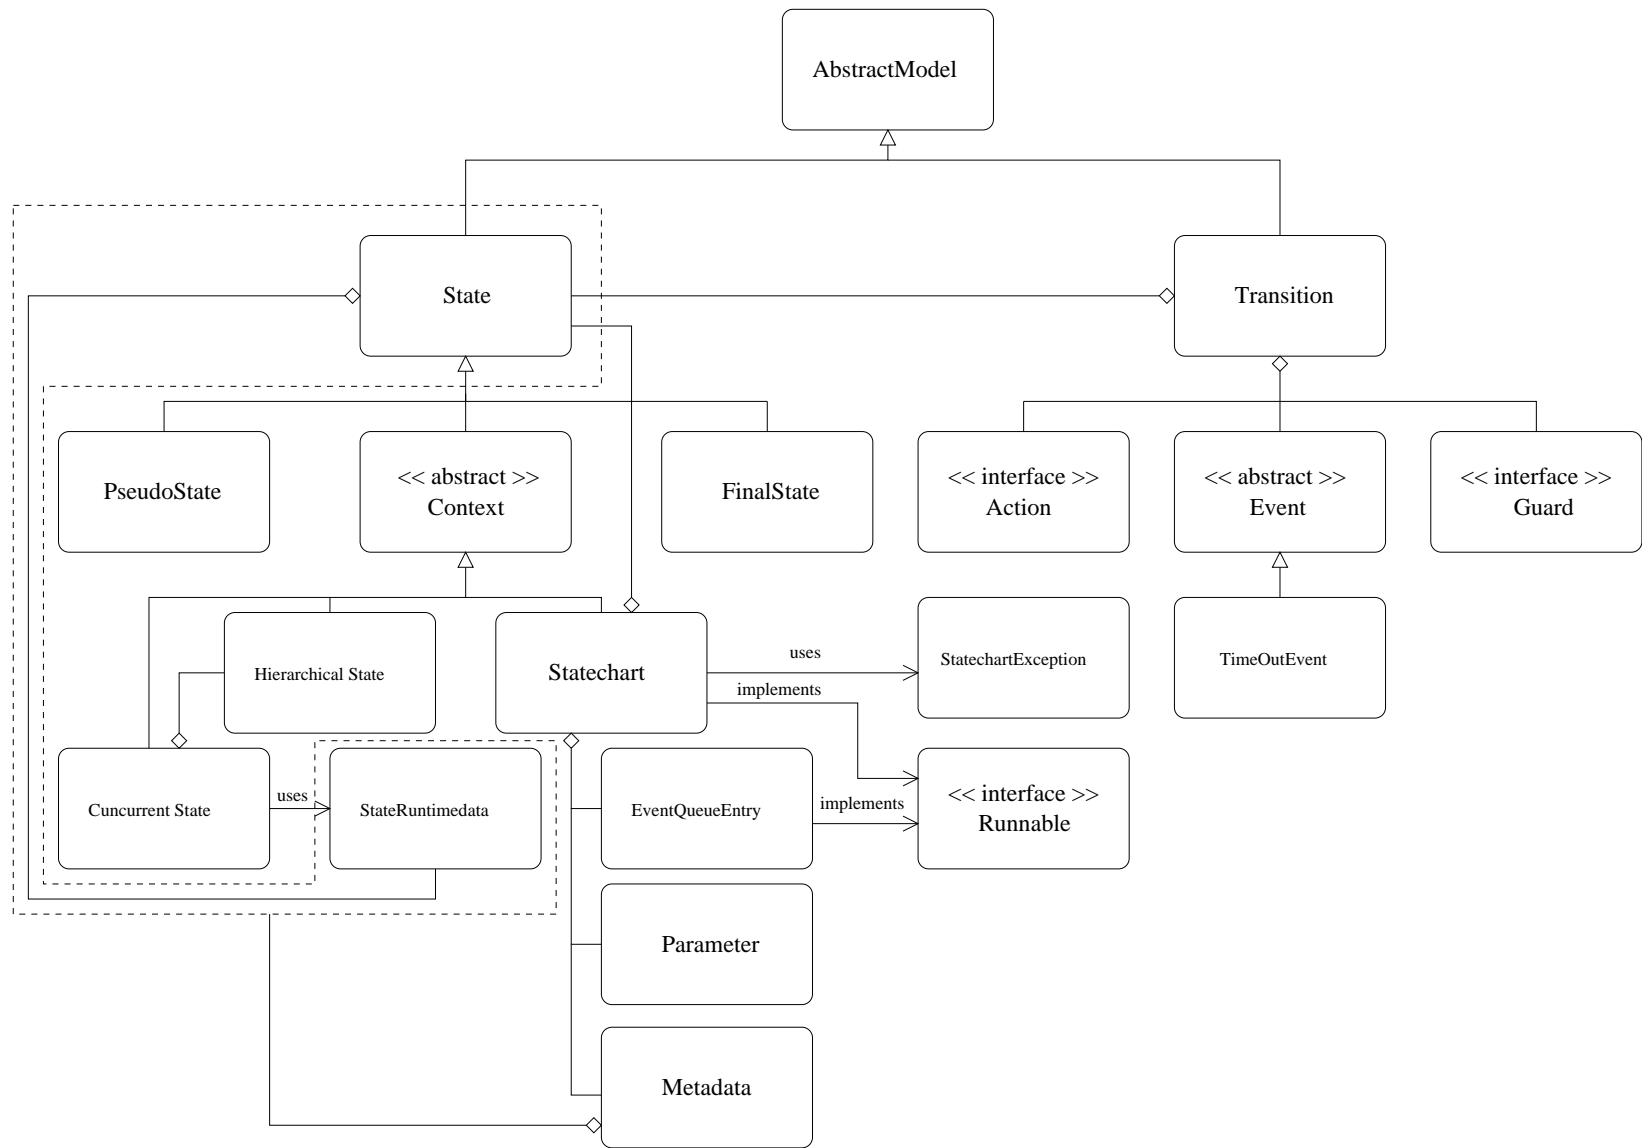 AbstractModel
State
Transition
PseudoState
<< abstract >>
Context
FinalState
<< interface >>
Action
<< abstract >>
Event
<< interface >>
Guard
Hierarchical State
Statechart
uses
implements
StatechartException
TimeOutEvent
Cuncurrent State
uses
StateRuntimedata
EventQueueEntry
implements
<< interface >>
Runnable
Parameter
Metadata